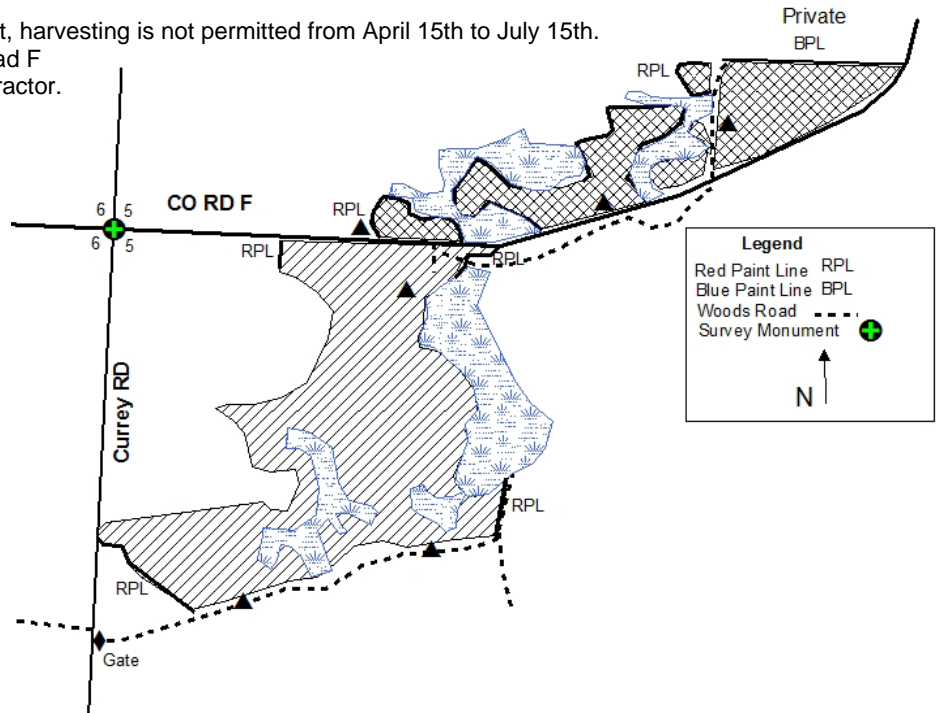 t, harvesting is not permitted from April 15th to July 15th.
ad F
ractor.
Private
BPL
RPL
CO RD F
RPL
6 5
6 5
RPL
RPL
Legend
Red Paint Line RPL
Blue Paint Line BPL
Woods Road
Survey Monument
N
Currey RD
RPL
RPL
Gate